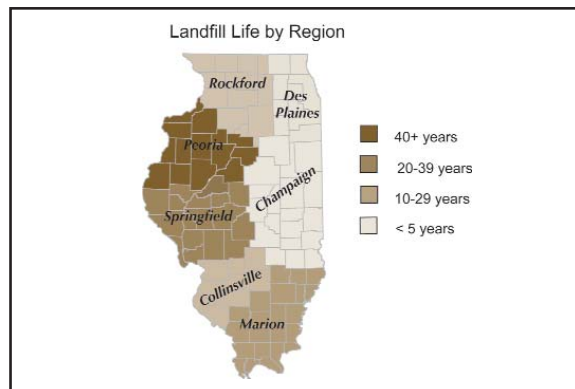 Landfill Life by Region
Rockford
Des
Plaines
Peoria
Champaign
Springfield
Collinsville
Marion
40+ years
20-39 years
10-29 years
< 5 years